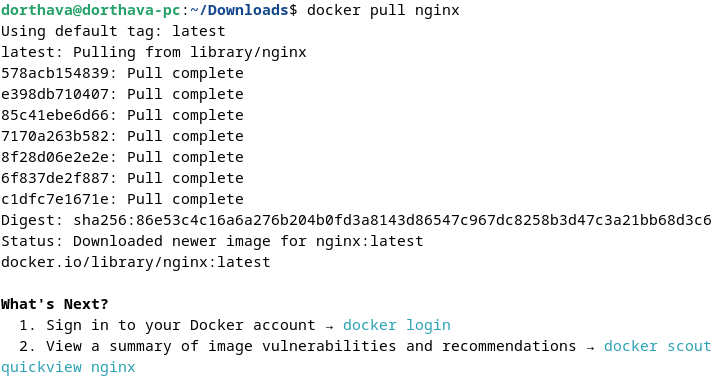 dorthava@dorthava-pc:~/Downloads$ docker pull nginx
Using default tag: latest
latest: Pulling from library/nginx
578acb154839: Pull complete
e398db710407: Pull complete
85c41ebe6d66: Pull complete
7170a263b582: Pull complete
8f28d06e2e2e: Pull complete
6f837de2f887: Pull complete
c1dfc7e1671e: Pull complete
Digest: sha256:86e53c4c16a6a276b204b0fd3a8143d86547c967dc8258b3d47c3a21bb68d3c6
Status: Downloaded newer image for nginx:latest
docker.io/library/nginx:latest
What's Next?
1. Sign in to your Docker account → docker login
2. View a summary of image vulnerabilities and recommendations → docker scout
quickview nginx